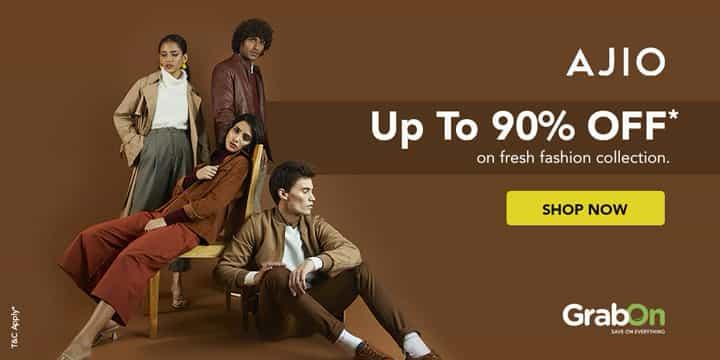 AJIO
Up To 90% OFF*
on fresh fashion collection.
SHOP NOW
GrabOn
SAVE ON EVERYTHING
T&C Apply*